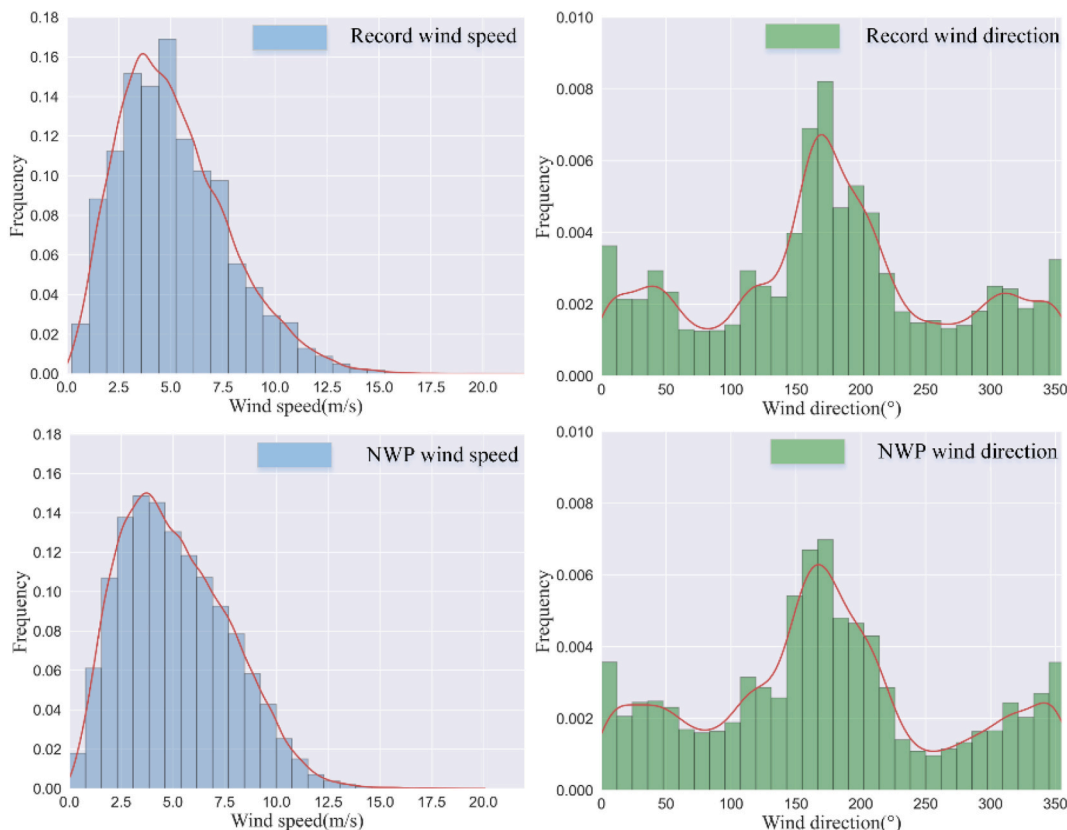 0.18
0.16
0.14
0.12
0.10
0.08
0.06
0.04
0.02
0.00
Frequency
Record wind speed
0.0 2.5 5.0 7.5 10.0 12.5 15.0 17.5 20.0
Wind speed(m/s)
0.010
0.008
0.006
0.004
0.002
0.000
Frequency
Record wind direction
0 50 100 150 200 250 300 350
Wind direction(°)
0.18
0.16
0.14
0.12
0.10
0.08
0.06
0.04
0.02
0.00
Frequency
NWP wind speed
0.0 2.5 5.0 7.5 10.0 12.5 15.0 17.5 20.0
Wind speed(m/s)
0.010
0.008
0.006
0.004
0.002
0.000
Frequency
NWP wind direction
0 50 100 150 200 250 300 350
Wind direction(°)